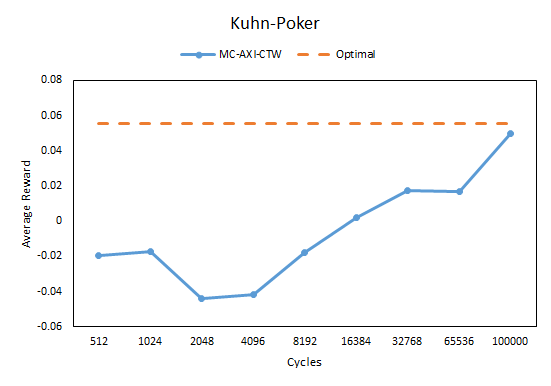 Kuhn-Poker
MC-AXI-CTW Optimal
0.08
0.06
0.04
0.02
0
-0.02
-0.04
-0.06
Average Reward
512 1024 2048 4096 8192 16384 32768 65536 100000
Cycles